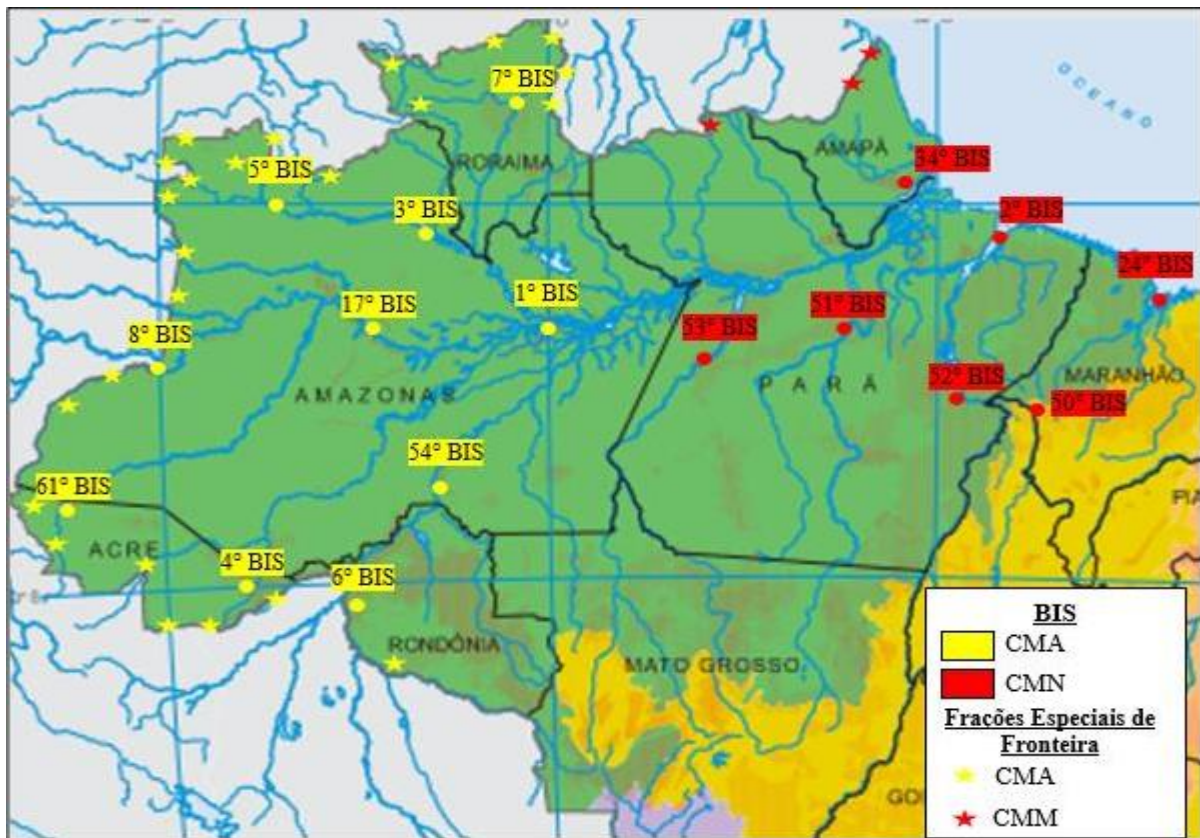 7° BIS
OCEANO
5° BIS
RORAIMA
AMAPÁ
34° BIS
3° BIS
2° BIS
24° BIS
17° BIS
1° BIS
53° BIS
51° BIS
8° BIS
AMAZONAS
PARÁ
52° BIS
MARANHÃO
50° BIS
54° BIS
61° BIS
ACRE
4° BIS
6° BIS
RONDÔNIA
MATO GROSSO
BIS
CMA
CMN
Frações Especiais de
Fronteira
CMA
CMM